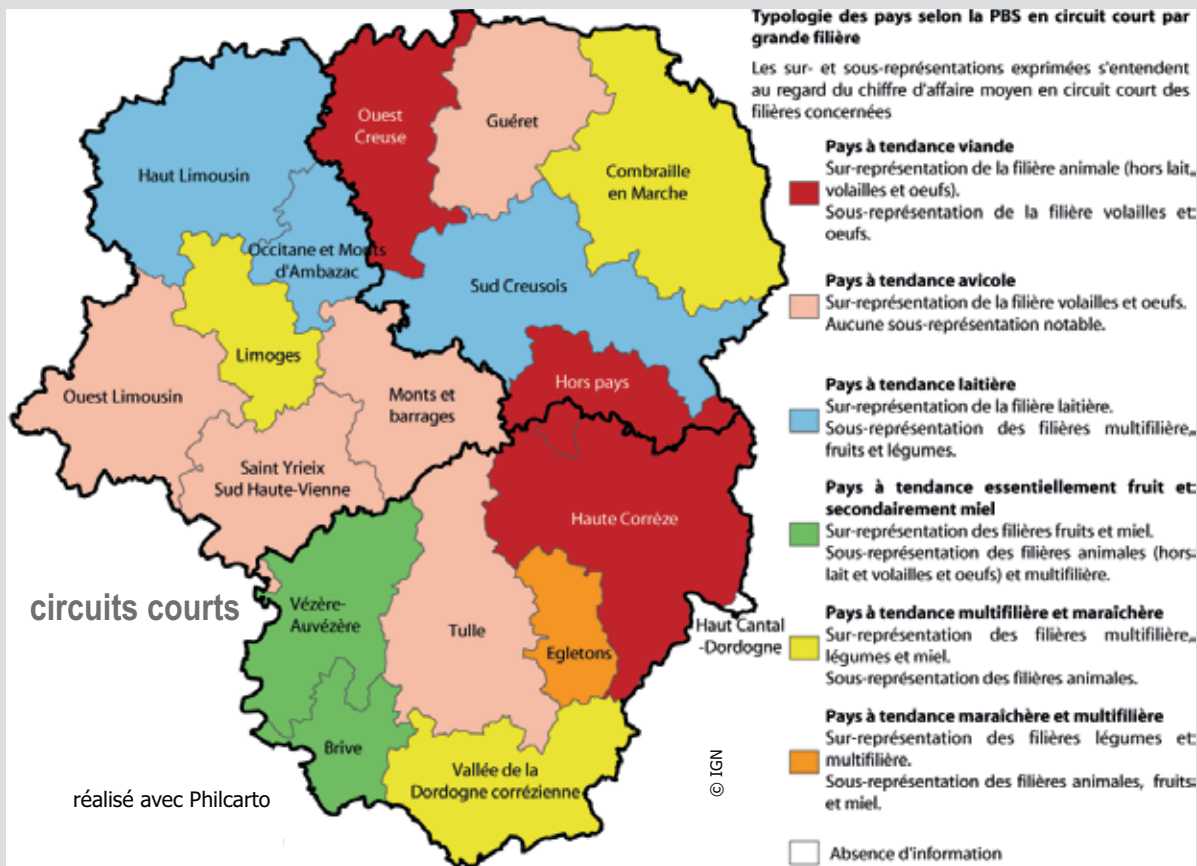 Typologie des pays selon la PBS en circuit court par
grande filière
Les sur- et sous-représentations exprimées s'entendent
au regard du chiffre d'affaire moyen en circuit court des
filières concernées
Pays à tendance viande
Sur-représentation de la filière animale (hors lait,
volailles et oeufs).
Sous-représentation de la filière volailles et
oeufs.
Pays à tendance avicole
Sur-représentation de la filière volailles et oeufs.
Aucune sous-représentation notable.
Pays à tendance laitière
Sur-représentation de la filière laitière.
Sous-représentation des filières multifilière,
fruits et légumes.
Pays à tendance essentiellement fruit et
secondairement miel
Sur-représentation des filières fruits et miel.
Sous-représentation des filières animales (hors
lait et volailles et oeufs) et multifilière.
Pays à tendance multifilière et maraîchère
Sur-représentation des filières multifilière,
légumes et miel.
Sous-représentation des filières animales.
Pays à tendance maraîchère et multifilière
Sur-représentation des filières légumes et
multifilière.
Sous-représentation des filières animales, fruits
et miel.
Absence d'information
Ouest
Creuse
Guéret
Haut Limousin
Combraille
en Marche
Occitane et Monts
d'Ambazac
Sud Creusois
Limoges
Ouest Limousin
Monts et
barrages
Hors pays
Saint Yrieix
Sud Haute-Vienne
Haute Corrèze
circuits courts
Vézère-
Auvézère
Tulle
Egletons
Haut Cantal
-Dordogne
Brive
Vallée de la
Dordogne corrézienne
réalisé avec Philcarto
© IGN